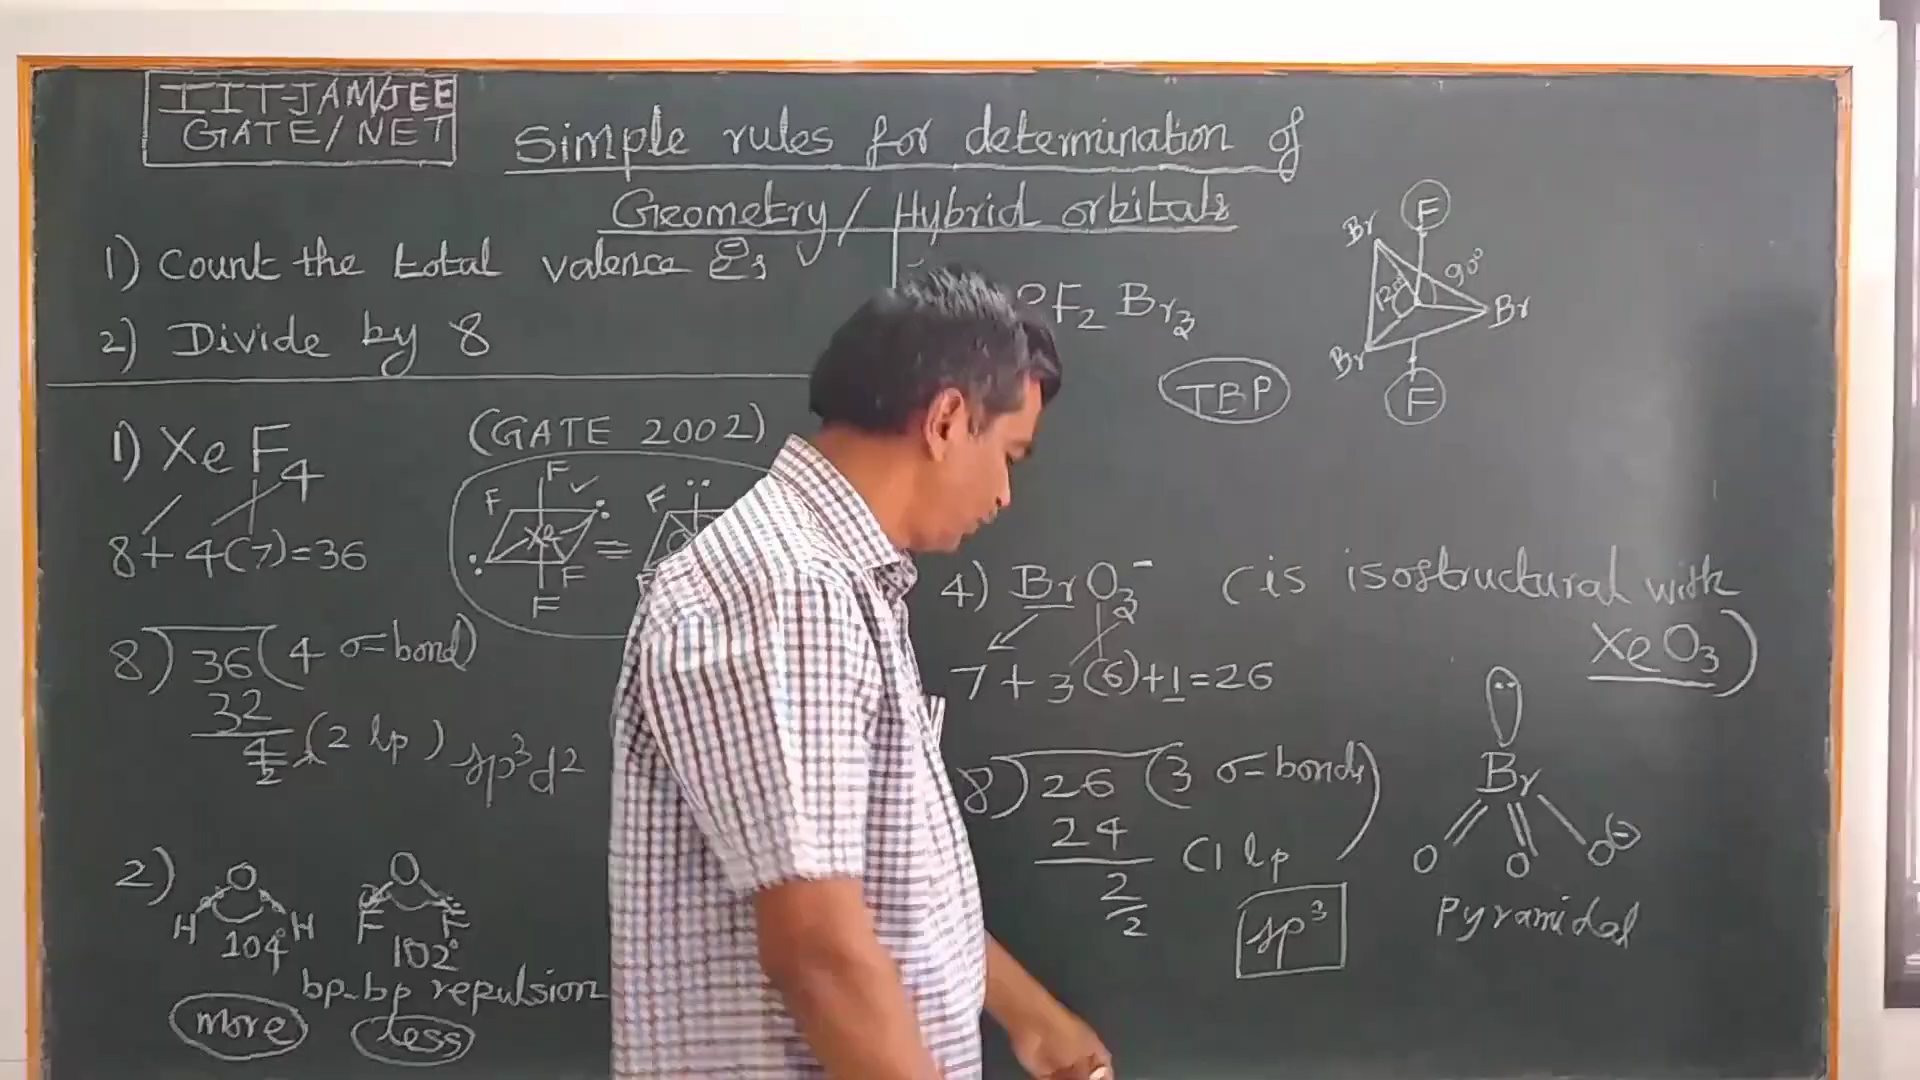 IIT-JAM/JEE
GATE/NET
Simple rules for determination of
Geometry / Hybrid orbitals
1) Count the total valence ēs
2) Divide by 8
1) XeF4
(GATE 2002)
8+4(7)=36
8)36(4 σ-bond)
32
4/2 (2 lp) sp³d²
F
F
Xe
F
F
=
F
2)
O
H H
104°
O
F F
102°
bp-bp repulsion
more less
F2Br3
TBP
F
Br
90°
120°
Br
Br
F
4) BrO3⁻ (is isostructural with
XeO3)
7+3(6)+1=26
8)26(3 σ-bonds)
24
2/2
(1 lp
sp³
Br
O O O⊖
Pyramidal